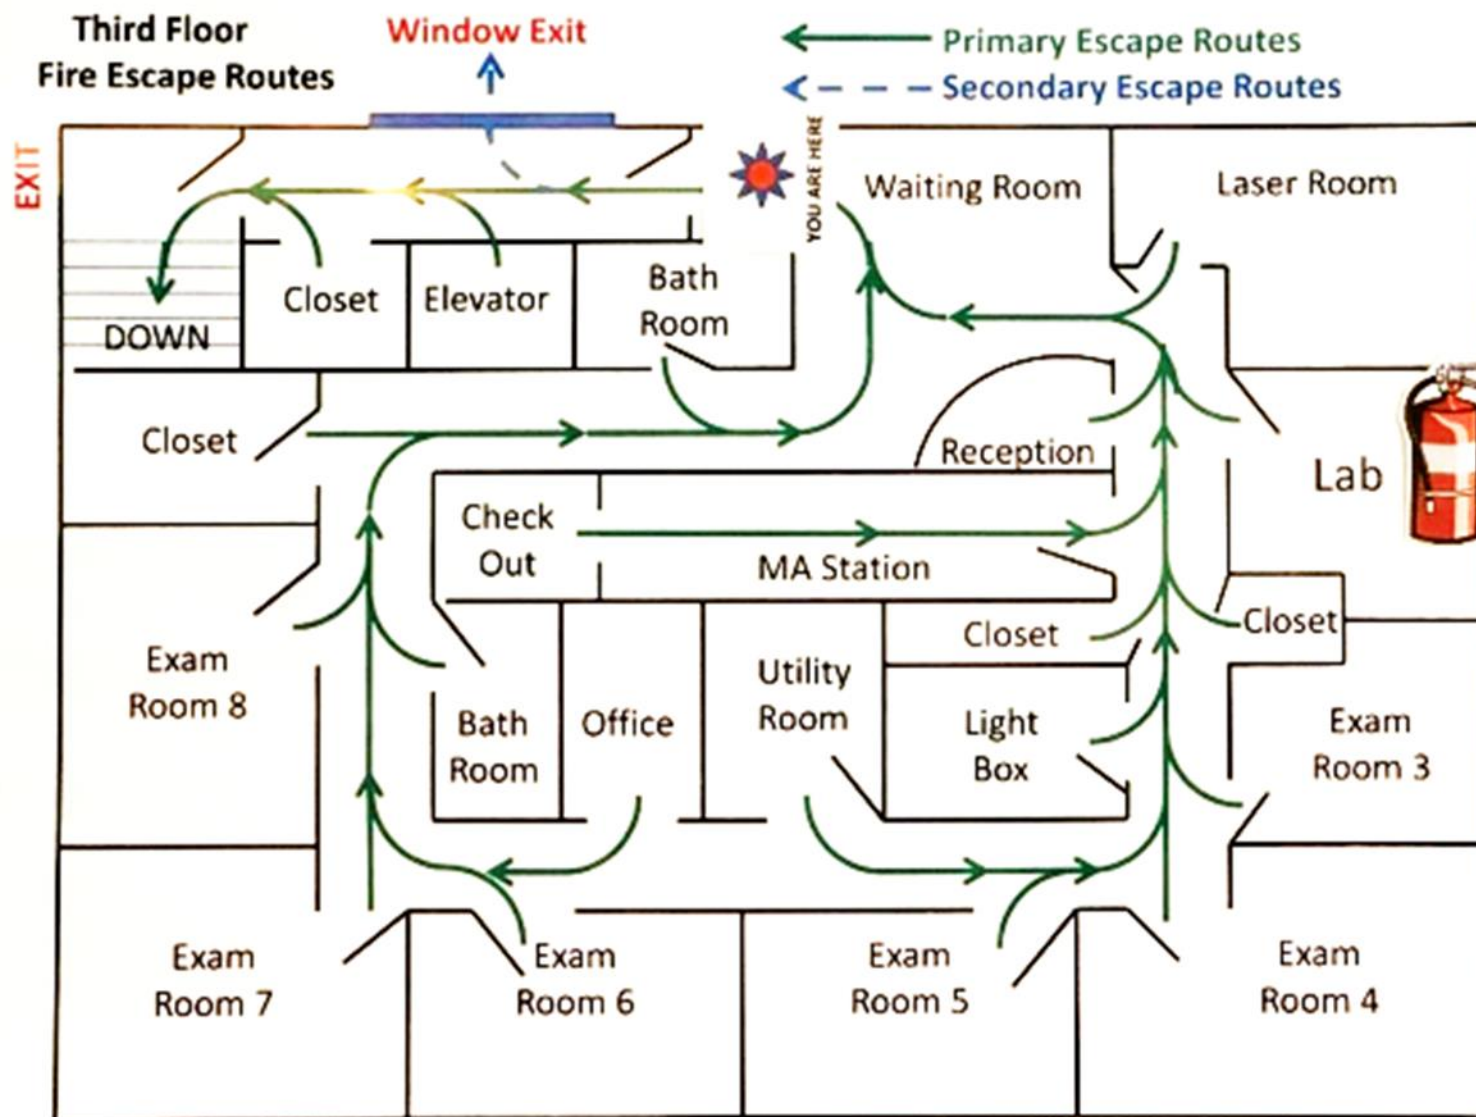 Third Floor
Fire Escape Routes
Window Exit
Primary Escape Routes
Secondary Escape Routes
EXIT
YOU ARE HERE
Waiting Room
Laser Room
Closet
Elevator
Bath
Room
DOWN
Closet
Reception
Lab
Check
Out
MA Station
Closet
Closet
Exam
Room 8
Bath
Room
Office
Utility
Room
Light
Box
Exam
Room 3
Exam
Room 7
Exam
Room 6
Exam
Room 5
Exam
Room 4